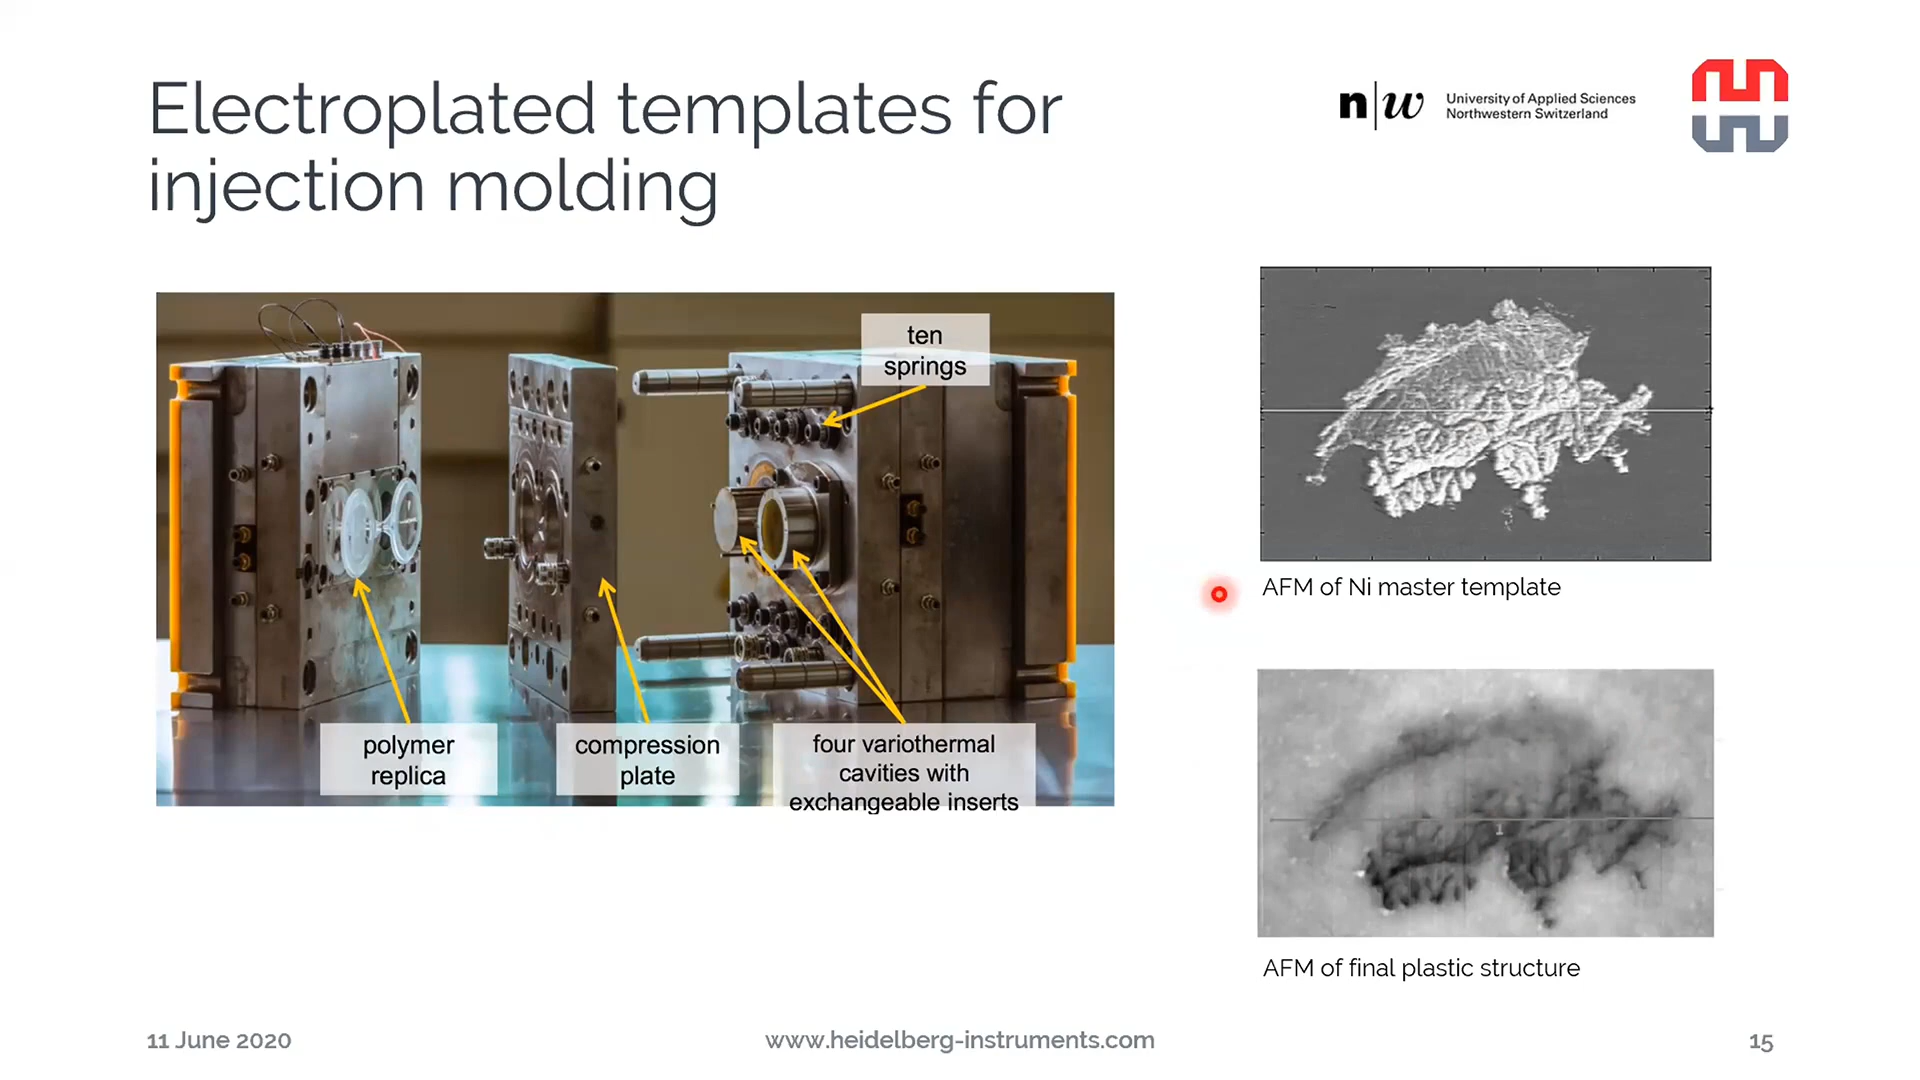 Electroplated templates for
injection molding
n|w
University of Applied Sciences
Northwestern Switzerland
ten
springs
polymer
replica
compression
plate
four variothermal
cavities with
exchangeable inserts
AFM of Ni master template
1
AFM of final plastic structure
11 June 2020
www.heidelberg-instruments.com
15